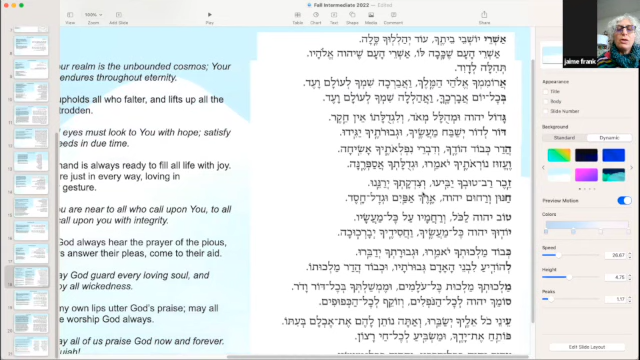 Fall Intermediate 2022 — Edited
View
Zoom
Play
Table
Chart
Text
Shape
Media
Comment
Share
Format
Animate
Document
jaime frank
our realm is the unbounded cosmos; Your
endures throughout eternity.
upholds all who falter, and lifts up all the
trodden.
eyes must look to You with hope; satisfy
needs in due time.
hand is always ready to fill all life with joy.
are just in every way, loving in
gesture.
ou are near to all who call upon You, to all
call upon you with integrity.
God always hear the prayer of the pious,
answer their pleas, come to their aid.
ay God guard every loving soul, and
by all wickedness.
my own lips utter God's praise; may all
worship God always.
ay all of us praise God now and forever.
אַשְׁרֵי יוֹשְׁבֵי בֵיתֶךָ, עוֹד יְהַלְלוּךָ סֶּלָה.
אַשְׁרֵי הָעָם שֶׁכָּכָה לּוֹ, אַשְׁרֵי הָעָם שֶׁיהוה אֱלֹהָיו.
תְּהִלָּה לְדָוִד.
אֲרוֹמִמְךָ אֱלוֹהַי הַמֶּלֶךְ, וַאֲבָרְכָה שִׁמְךָ לְעוֹלָם וָעֶד.
בְּכׇל־יוֹם אֲבָרְכֶךָּ, וַאֲהַלְלָה שִׁמְךָ לְעוֹלָם וָעֶד.
גָּדוֹל יהוה וּמְהֻלָּל מְאֹד, וְלִגְדֻלָּתוֹ אֵין חֵקֶר.
דּוֹר לְדוֹר יְשַׁבַּח מַעֲשֶׂיךָ, וּגְבוּרֹתֶיךָ יַגִּידוּ.
הֲדַר כְּבוֹד הוֹדֶךָ, וְדִבְרֵי נִפְלְאֹתֶיךָ אָשִׂיחָה.
וֶעֱזוּז נוֹרְאֹתֶיךָ יֹאמֵרוּ, וּגְדֻלָּתְךָ אֲסַפְּרֶנָּה.
זֵכֶר רַב־טוּבְךָ יַבִּיעוּ, וְצִדְקָתְךָ יְרַנֵּנוּ.
חַנּוּן וְרַחוּם יהוה, אֶרֶךְ אַפַּיִם וּגְדׇל־חָסֶד.
טוֹב יהוה לַכֹּל, וְרַחֲמָיו עַל כׇּל־מַעֲשָׂיו.
יוֹדוּךָ יהוה כׇּל־מַעֲשֶׂיךָ, וַחֲסִידֶיךָ יְבָרְכוּכָה.
כְּבוֹד מַלְכוּתְךָ יֹאמֵרוּ, וּגְבוּרָתְךָ יְדַבֵּרוּ.
לְהוֹדִיעַ לִבְנֵי הָאָדָם גְּבוּרֹתָיו, וּכְבוֹד הֲדַר מַלְכוּתוֹ.
מַלְכוּתְךָ מַלְכוּת כׇּל־עֹלָמִים, וּמֶמְשַׁלְתְּךָ בְּכׇל־דּוֹר וָדֹר.
סוֹמֵךְ יהוה לְכׇל־הַנֹּפְלִים, וְזוֹקֵף לְכׇל־הַכְּפוּפִים.
עֵינֵי כֹל אֵלֶיךָ יְשַׂבֵּרוּ, וְאַתָּה נוֹתֵן לָהֶם אֶת־אׇכְלָם בְּעִתּוֹ.
פּוֹתֵחַ אֶת־יָדֶךָ, וּמַשְׂבִּיעַ לְכׇל־חַי רָצוֹן.
Appearance
Title
Body
Slide Number
Background
Standard
Dynamic
Preview Motion
Colors
Speed
Height
Peaks
Edit Slide Layout